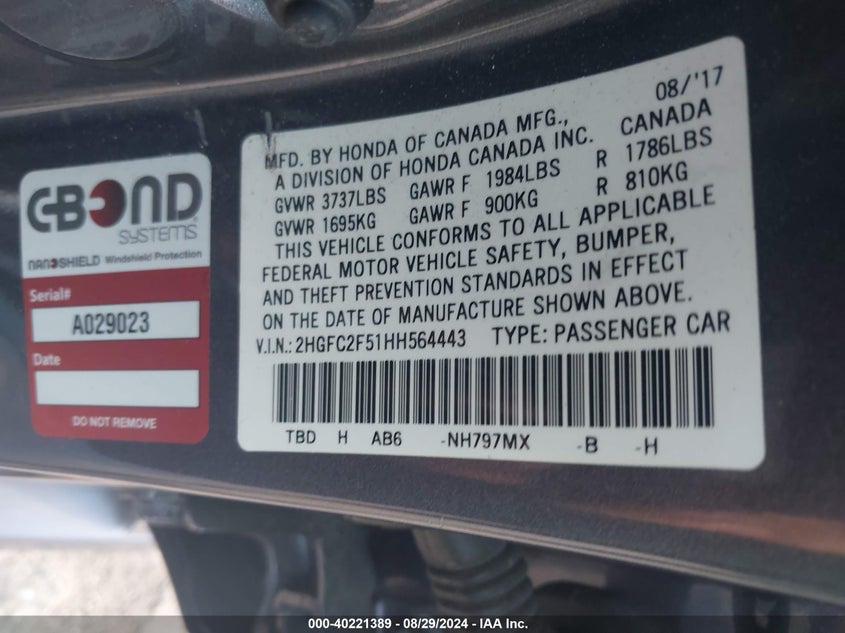 C-BOND
SYSTEMS
NANOSHIELD Windshield Protection
Serial#
A029023
Date
DO NOT REMOVE
08/'17
MFD. BY HONDA OF CANADA MFG.,
A DIVISION OF HONDA CANADA INC. CANADA
GVWR 3737LBS GAWR F 1984LBS R 1786LBS
GVWR 1695KG GAWR F 900KG R 810KG
THIS VEHICLE CONFORMS TO ALL APPLICABLE
FEDERAL MOTOR VEHICLE SAFETY, BUMPER,
AND THEFT PREVENTION STANDARDS IN EFFECT
ON THE DATE OF MANUFACTURE SHOWN ABOVE.
V.I.N.: 2HGFC2F51HH564443 TYPE: PASSENGER CAR
TBD H AB6 -NH797MX -B -H
000-40221389 - 08/29/2024 - IAA Inc.